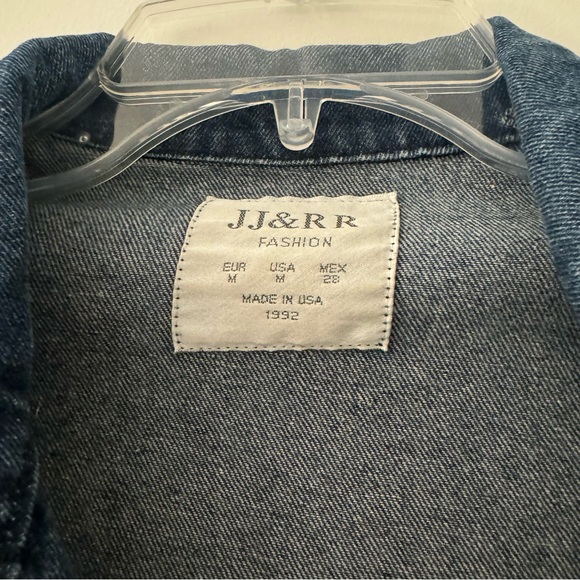 JJ&RR
FASHION
EUR USA MEX
M M 28
MADE IN USA
1992